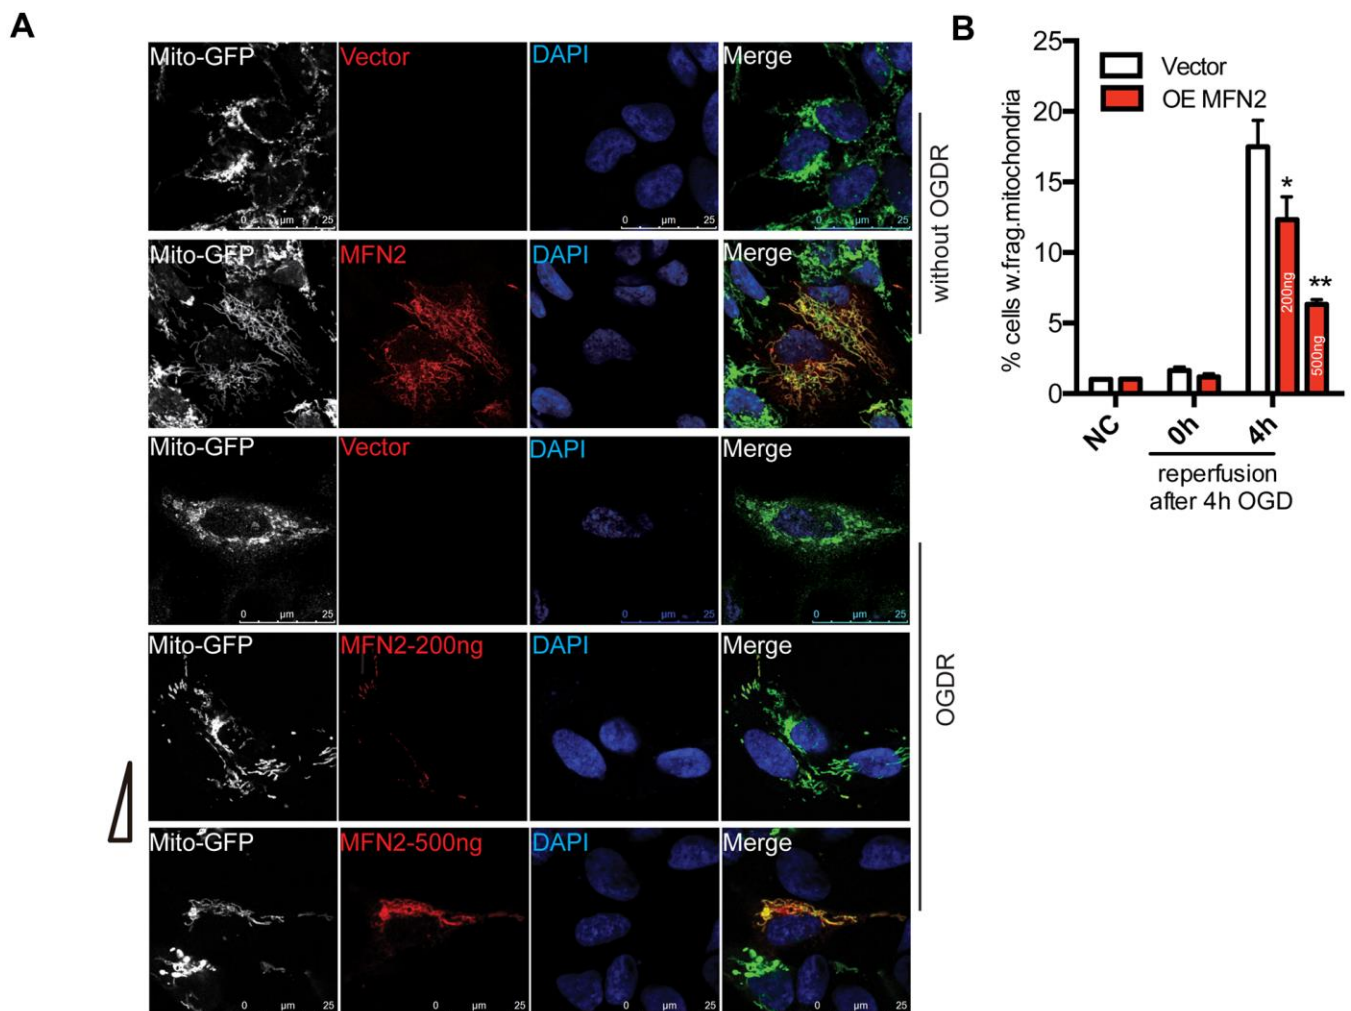 A
Mito-GFP Vector DAPI Merge
0 µm 25 0 µm 25 0 µm 25
without OGDR
Mito-GFP MFN2 DAPI Merge
Mito-GFP Vector DAPI Merge
0 µm 25 0 µm 25 0 µm 25
OGDR
Mito-GFP MFN2-200ng DAPI Merge
Mito-GFP MFN2-500ng DAPI Merge
0 µm 25 0 µm 25 0 µm 25 0 µm 25
B
% cells w.frag.mitochondria
25
20
15
10
5
0
Vector
OE MFN2
*
**
200ng
500ng
NC 0h 4h
reperfusion
after 4h OGD